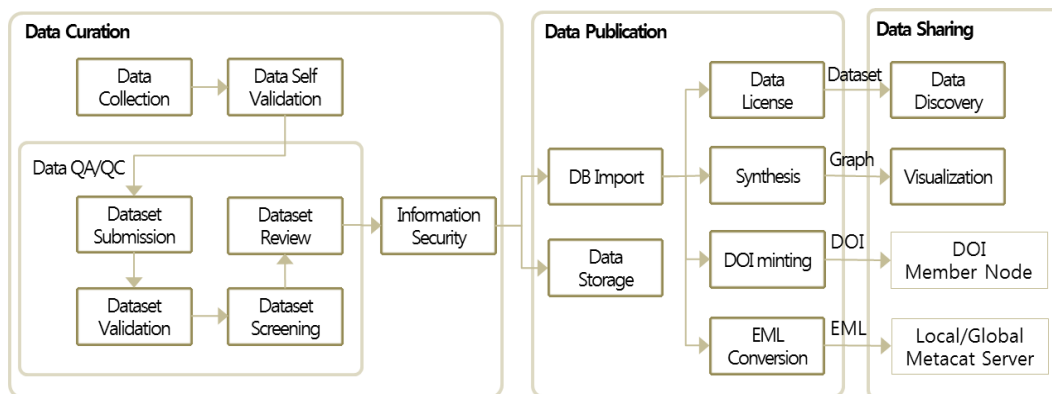 Data Curation
Data
Collection
Data Self
Validation
Data QA/QC
Dataset
Submission
Dataset
Validation
Dataset
Screening
Dataset
Review
Information
Security
Data Publication
DB Import
Data
Storage
Data
License
Synthesis
DOI minting
EML
Conversion
Dataset
Graph
DOI
EML
Data Sharing
Data
Discovery
Visualization
DOI
Member Node
Local/Global
Metacat Server